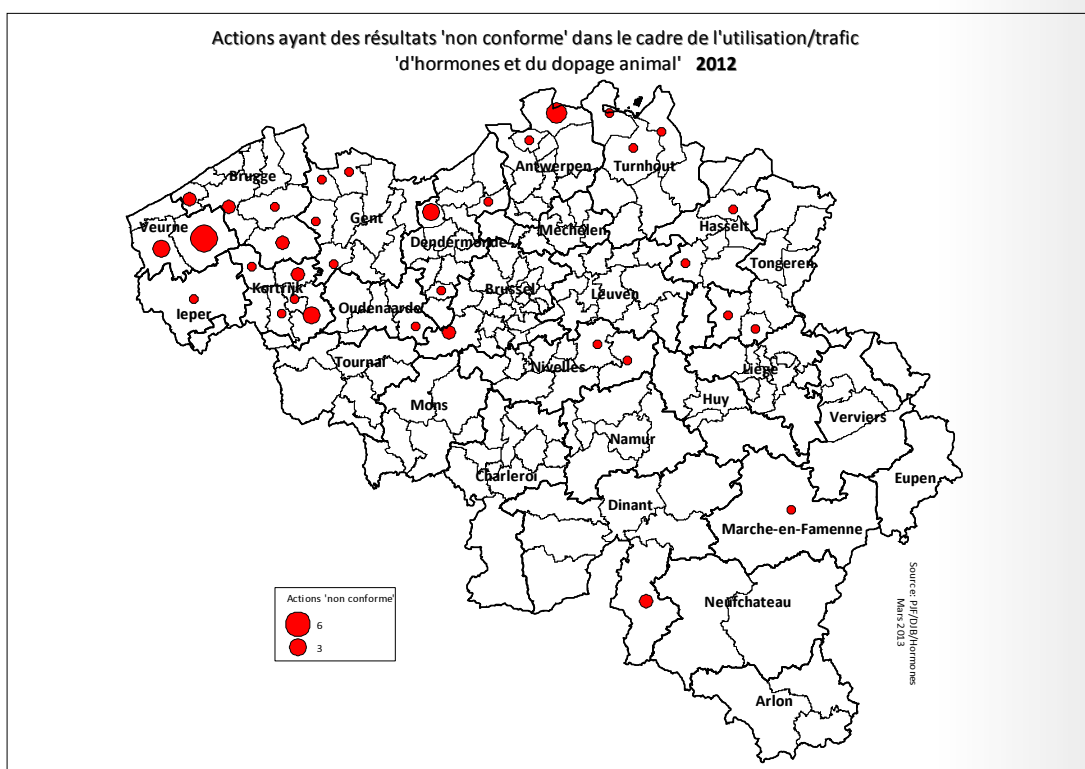 Actions ayant des résultats 'non conforme' dans le cadre de l'utilisation/trafic
'd'hormones et du dopage animal' 2012
Brugge
Antwerpen
Turnhout
Veurne
Gent
Dendermonde
Mechelen
Hasselt
Tongeren
Kortrijk
Ieper
Oudenaarde
Brussel
Leuven
Tournai
Nivelles
Liège
Mons
Huy
Verviers
Namur
Charleroi
Eupen
Dinant
Marche-en-Famenne
Neufchateau
Arlon
Actions 'non conforme'
6
3
Source: PJF/DJB/Hormones
Mars 2013